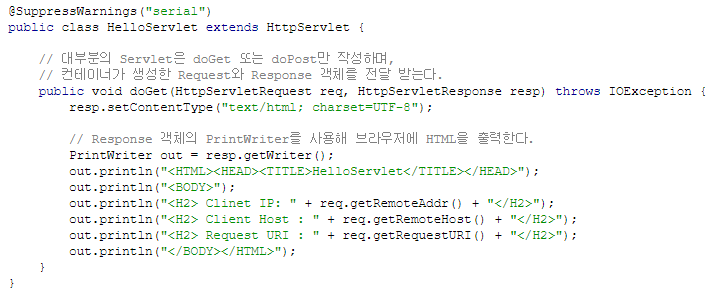 @SuppressWarnings("serial")
public class HelloServlet extends HttpServlet {
// 대부분의 Servlet은 doGet 또는 doPost만 작성하며,
// 컨테이너가 생성한 Request와 Response 객체를 전달 받는다.
public void doGet(HttpServletRequest req, HttpServletResponse resp) throws IOException {
resp.setContentType("text/html; charset=UTF-8");
// Response 객체의 PrintWriter를 사용해 브라우저에 HTML을 출력한다.
PrintWriter out = resp.getWriter();
out.println("<HTML><HEAD><TITLE>HelloServlet</TITLE></HEAD>");
out.println("<BODY>");
out.println("<H2> Clinet IP: " + req.getRemoteAddr() + "</H2>");
out.println("<H2> Client Host : " + req.getRemoteHost() + "</H2>");
out.println("<H2> Request URI : " + req.getRequestURI() + "</H2>");
out.println("</BODY></HTML>");
}
}